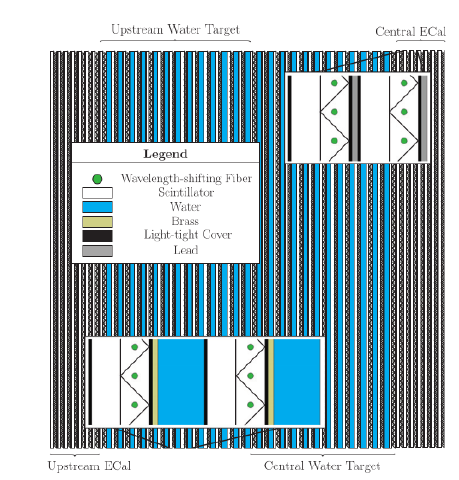 Upstream Water Target
Central ECal
Legend
Wavelength-shifting Fiber
Scintillator
Water
Brass
Light-tight Cover
Lead
Upstream ECal
Central Water Target